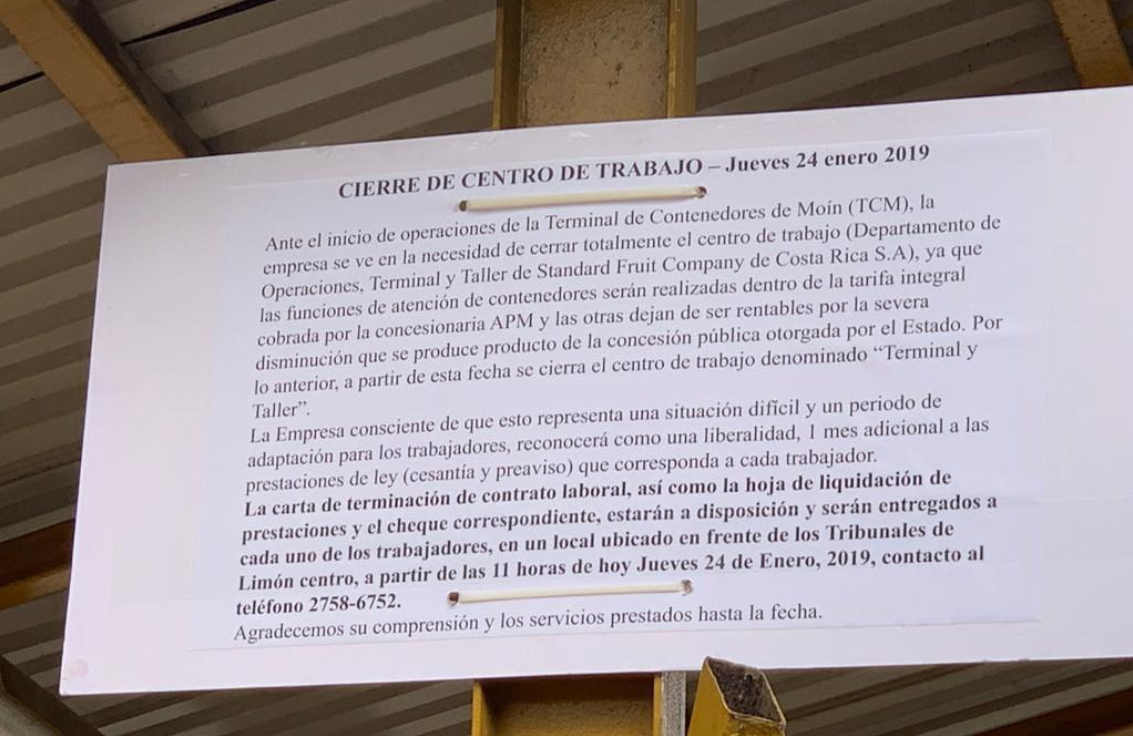 CIERRE DE CENTRO DE TRABAJO – Jueves 24 enero 2019
Ante el inicio de operaciones de la Terminal de Contenedores de Moín (TCM), la
empresa se ve en la necesidad de cerrar totalmente el centro de trabajo (Departamento de
Operaciones, Terminal y Taller de Standard Fruit Company de Costa Rica S.A), ya que
las funciones de atención de contenedores serán realizadas dentro de la tarifa integral
cobrada por la concesionaria APM y las otras dejan de ser rentables por la severa
disminución que se produce producto de la concesión pública otorgada por el Estado. Por
lo anterior, a partir de esta fecha se cierra el centro de trabajo denominado “Terminal y
Taller”.
La Empresa consciente de que esto representa una situación difícil y un periodo de
adaptación para los trabajadores, reconocerá como una liberalidad, 1 mes adicional a las
prestaciones de ley (cesantía y preaviso) que corresponda a cada trabajador.
La carta de terminación de contrato laboral, así como la hoja de liquidación de
prestaciones y el cheque correspondiente, estarán a disposición y serán entregados a
cada uno de los trabajadores, en un local ubicado en frente de los Tribunales de
Limón centro, a partir de las 11 horas de hoy Jueves 24 de Enero, 2019, contacto al
teléfono 2758-6752.
Agradecemos su comprensión y los servicios prestados hasta la fecha.